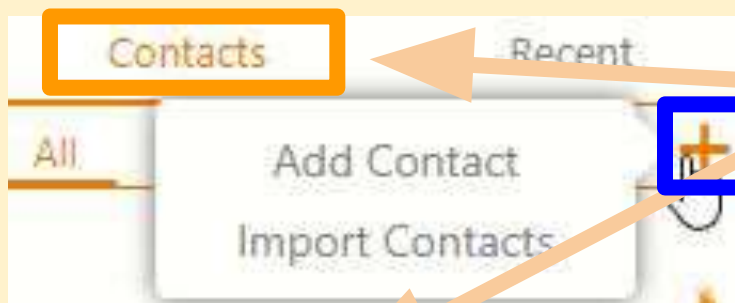 Contacts Recent
All
Add Contact
Import Contacts